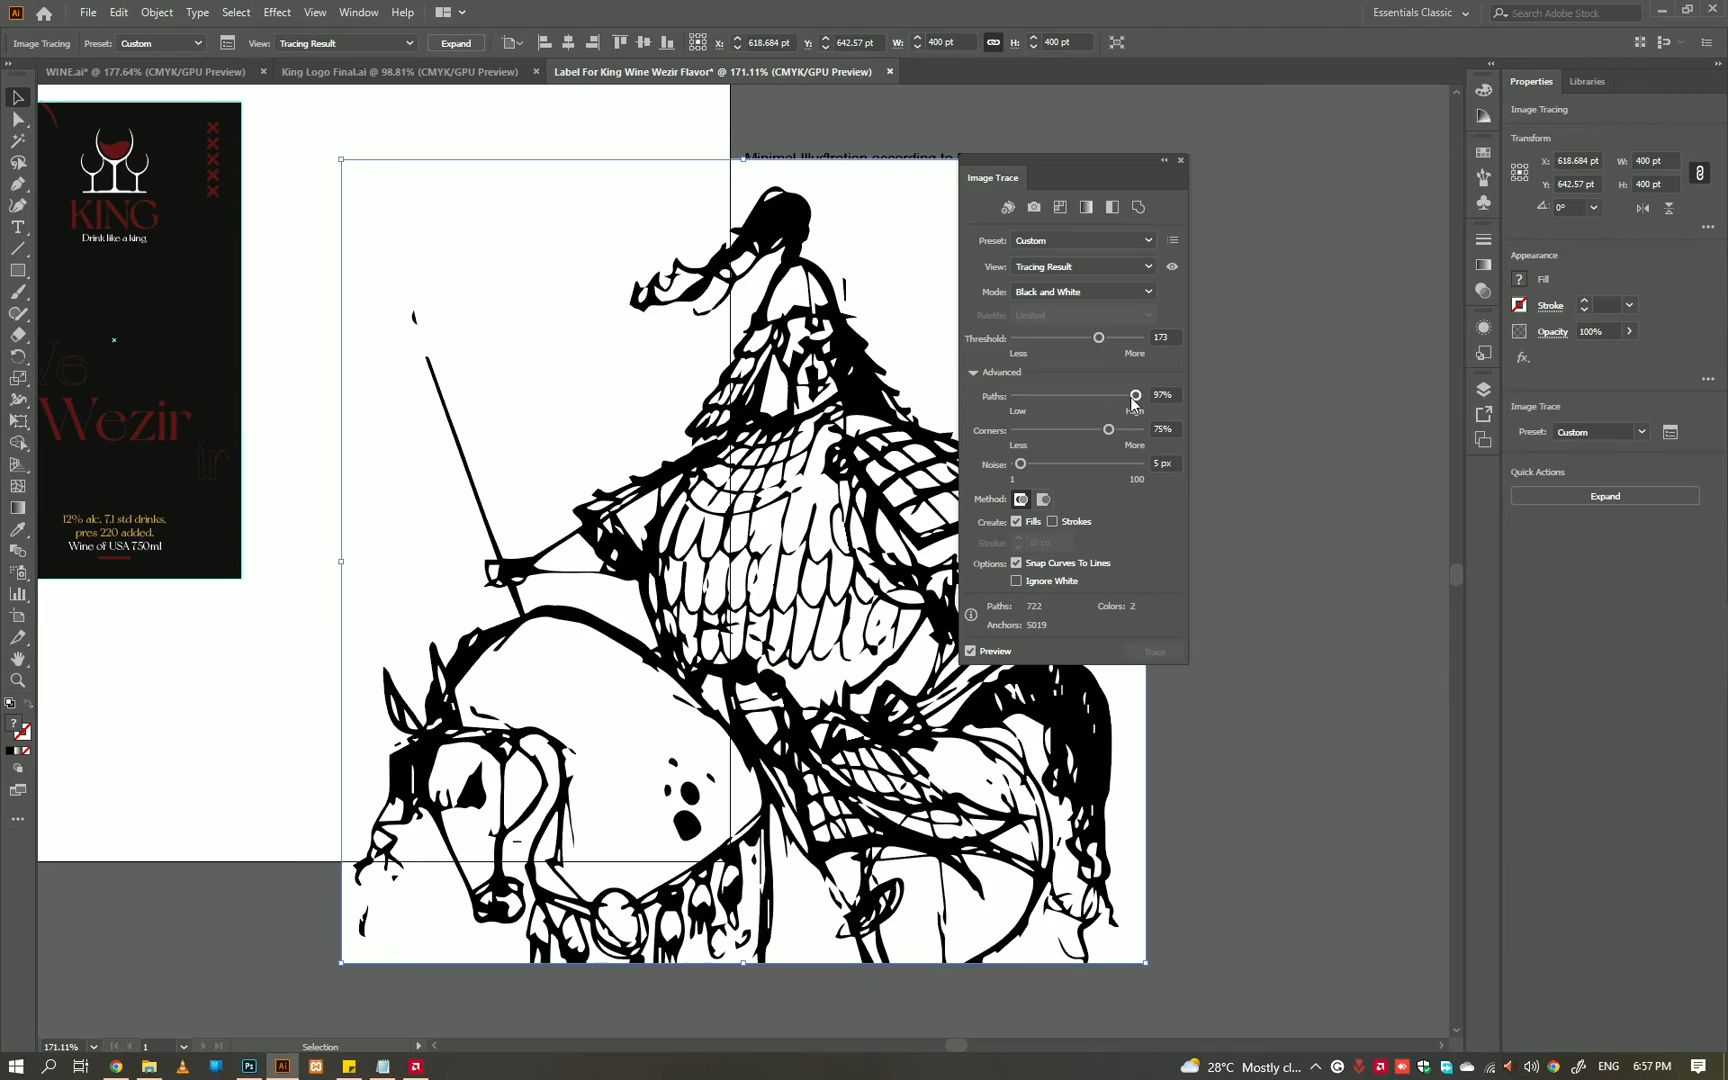 File Edit Object Type Select Effect View Window Help
Essentials Classic
Search Adobe Stock
Image Tracing Preset: Custom View: Tracing Result Expand X: 618.684 pt Y: 642.57 pt W: 400 pt H: 400 pt
WINE.ai* @ 177.64% (CMYK/GPU Preview) × King Logo Final.ai @ 98.81% (CMYK/GPU Preview) × Label For King Wine Wezir Flavor* @ 171.11% (CMYK/GPU Preview) ×
KING
Drink like a king,
Wezir
ir
12% alc, 7.1 std drinks,
pres 220 added.
Wine of USA 750ml
Image Trace
Preset: Custom
View: Tracing Result
Mode: Black and White
Palette: Limited
Threshold: 173
Less More
Advanced
Paths: 97%
Low
Corners: 75%
Less More
Noise: 5 px
1 100
Method:
Create: Fills Strokes
Stroke: 10 px
Options: Snap Curves To Lines
Ignore White
Paths: 722 Colors: 2
Anchors: 5019
Preview Trace
Properties Libraries
Image Tracing
Transform
X: 618.684 pt W: 400 pt
Y: 642.57 pt H: 400 pt
0°
Appearance
Fill
Stroke
Opacity 100%
fx.
Image Trace
Preset: Custom
Quick Actions
Expand
171.11% 1 Selection
28°C Mostly cl... ENG 6:57 PM